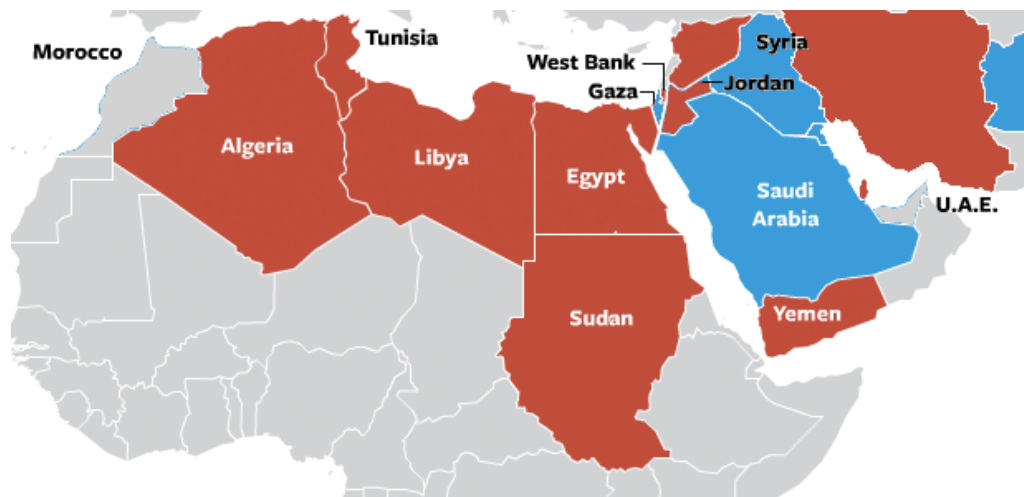 Morocco
Tunisia
Syria
West Bank
Jordan
Gaza
Algeria
Libya
Egypt
Saudi
Arabia
U.A.E.
Sudan
Yemen